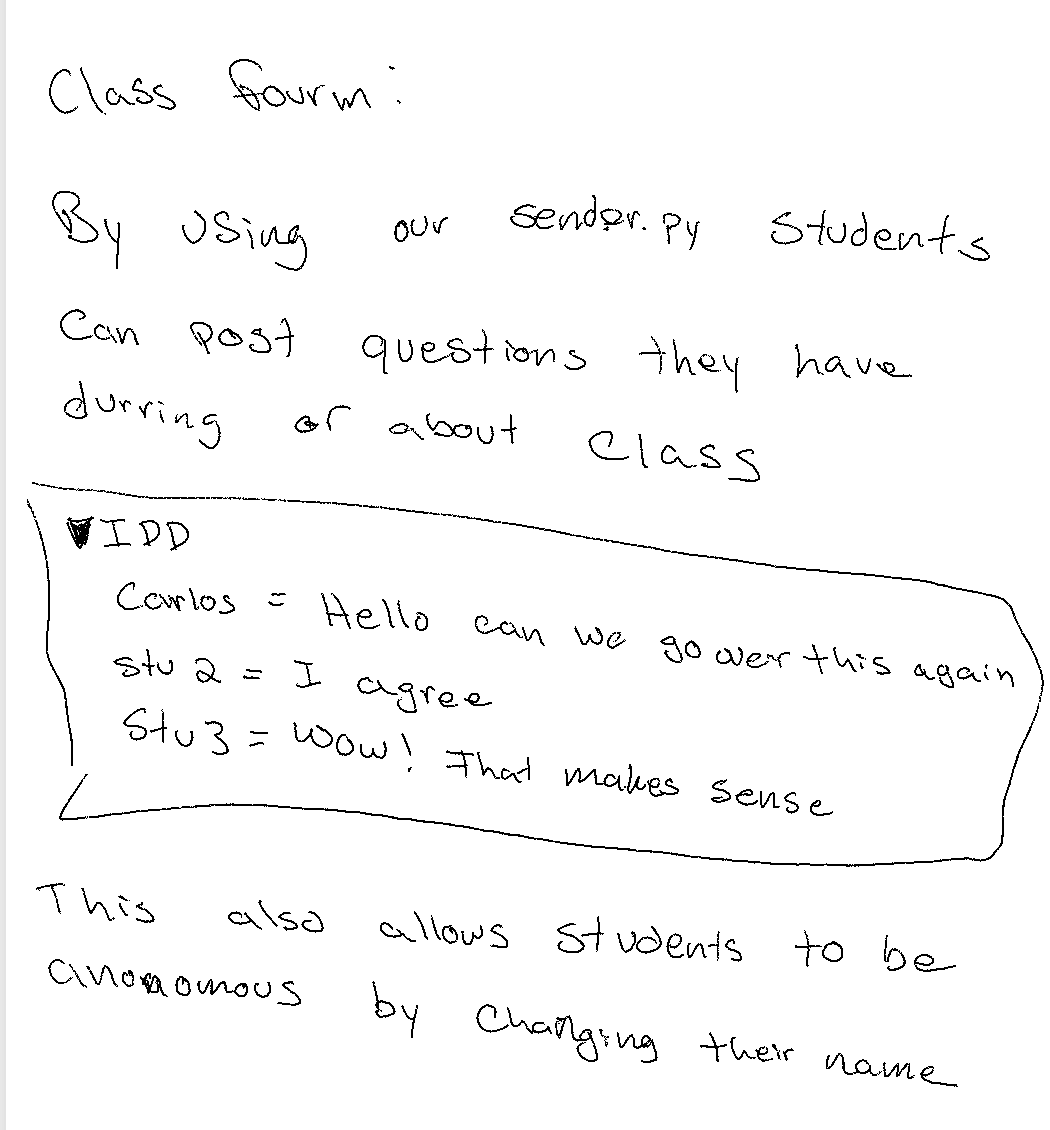 Class fourm:
By using our sender.py students
can post questions they have
durring or about class
▼IDD
Carlos = Hello can we go over this again
stu 2 = I agree
Stu 3 = Wow! That makes sense
This also allows students to be
anonomous by changing their name